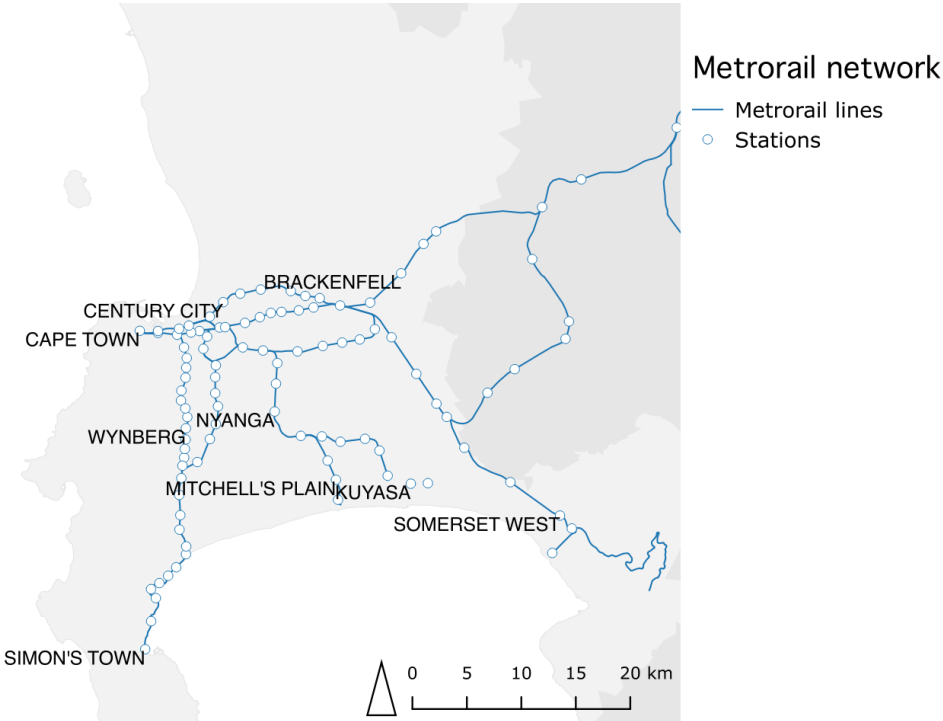 Metrorail network
Metrorail lines
Stations
BRACKENFELL
CENTURY CITY
CAPE TOWN
NYANGA
WYNBERG
MITCHELL'S PLAIN
KUYASA
SOMERSET WEST
SIMON'S TOWN
0 5 10 15 20 km